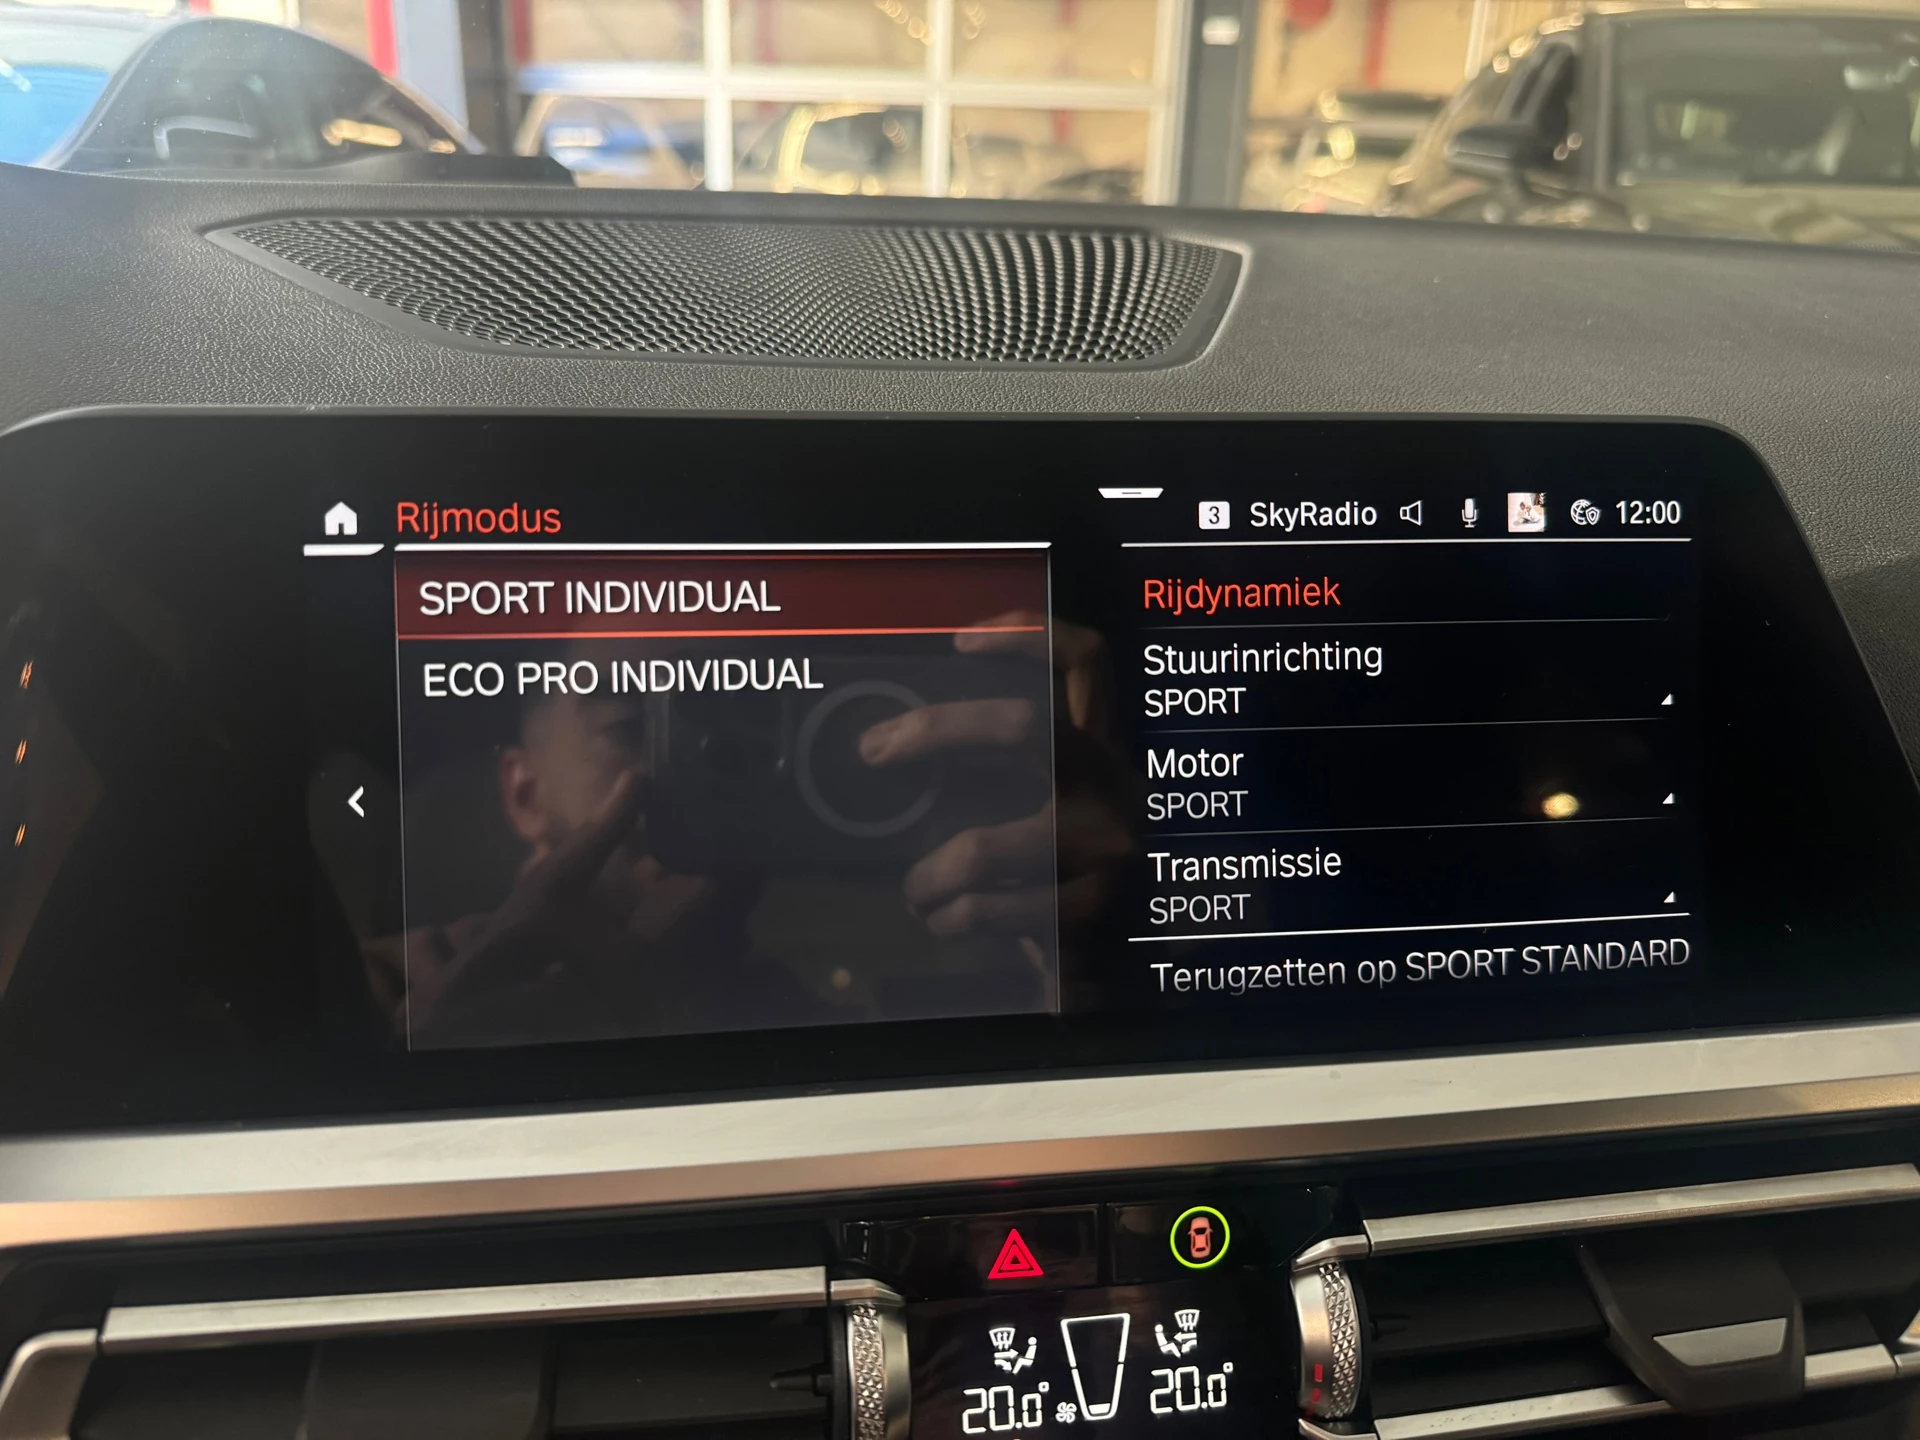 Rijmodus
SPORT INDIVIDUAL
ECO PRO INDIVIDUAL
3 SkyRadio 12:00
Rijdynamiek
Stuurinrichting
SPORT
Motor
SPORT
Transmissie
SPORT
Terugzetten op SPORT STANDARD
20.0° 20.0°